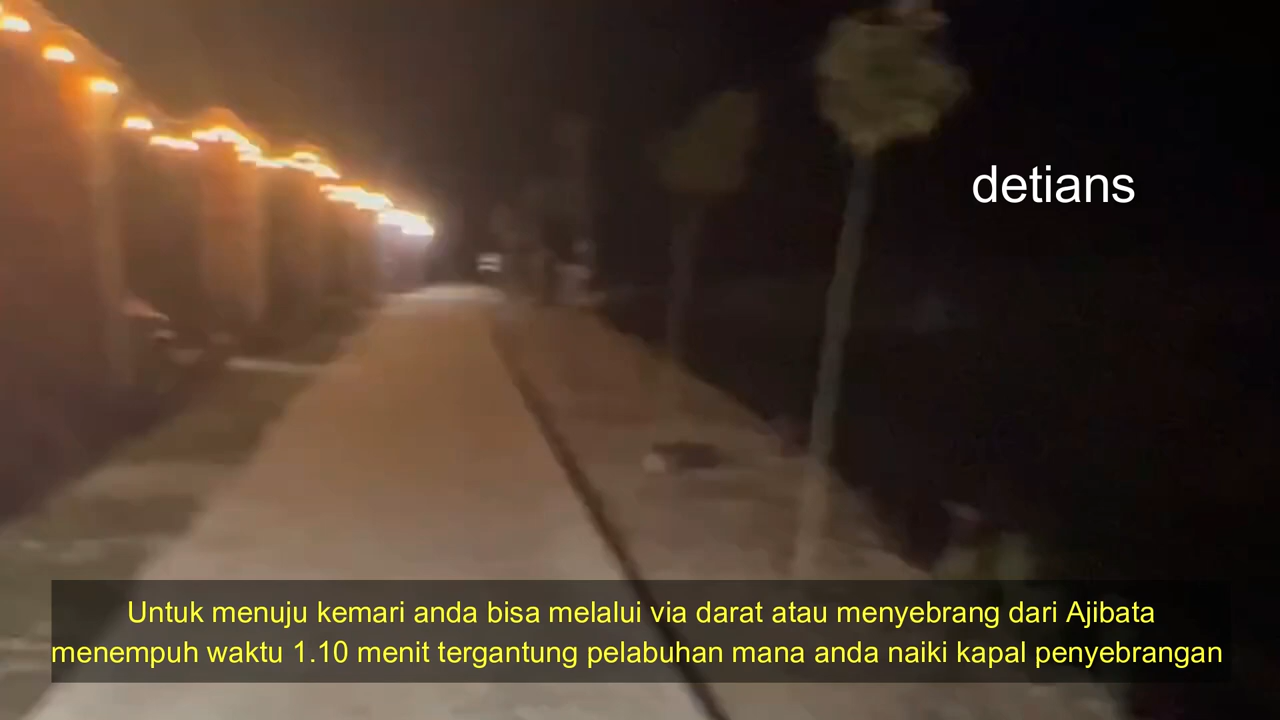 detians
Untuk menuju kemari anda bisa melalui via darat atau menyebrang dari Ajibata
menempuh waktu 1.10 menit tergantung pelabuhan mana anda naiki kapal penyebrangan